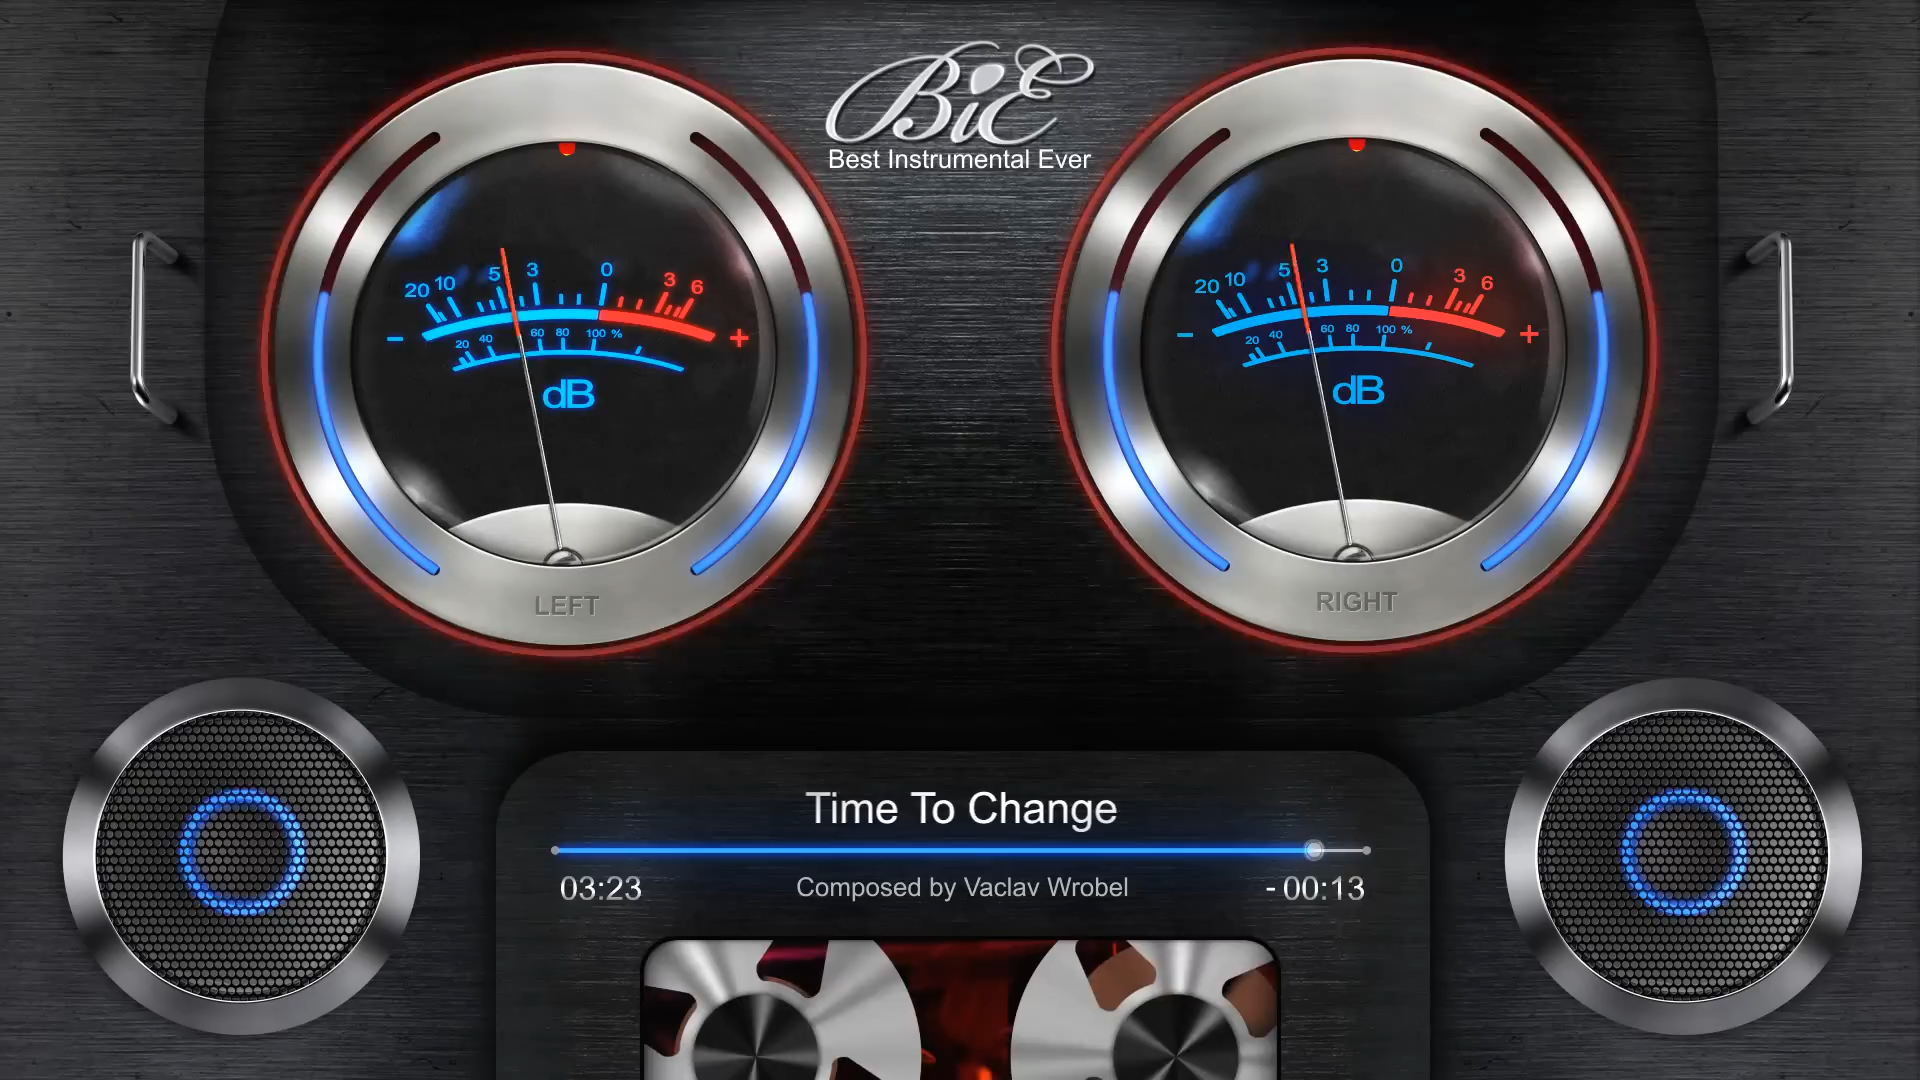 BiE
Best Instrumental Ever
20 10 5 3 0 3 6
- +
20 40 60 80 100 %
dB
LEFT
20 10 5 3 0 3 6
- +
20 40 60 80 100 %
dB
RIGHT
Time To Change
03:23 Composed by Vaclav Wrobel - 00:13